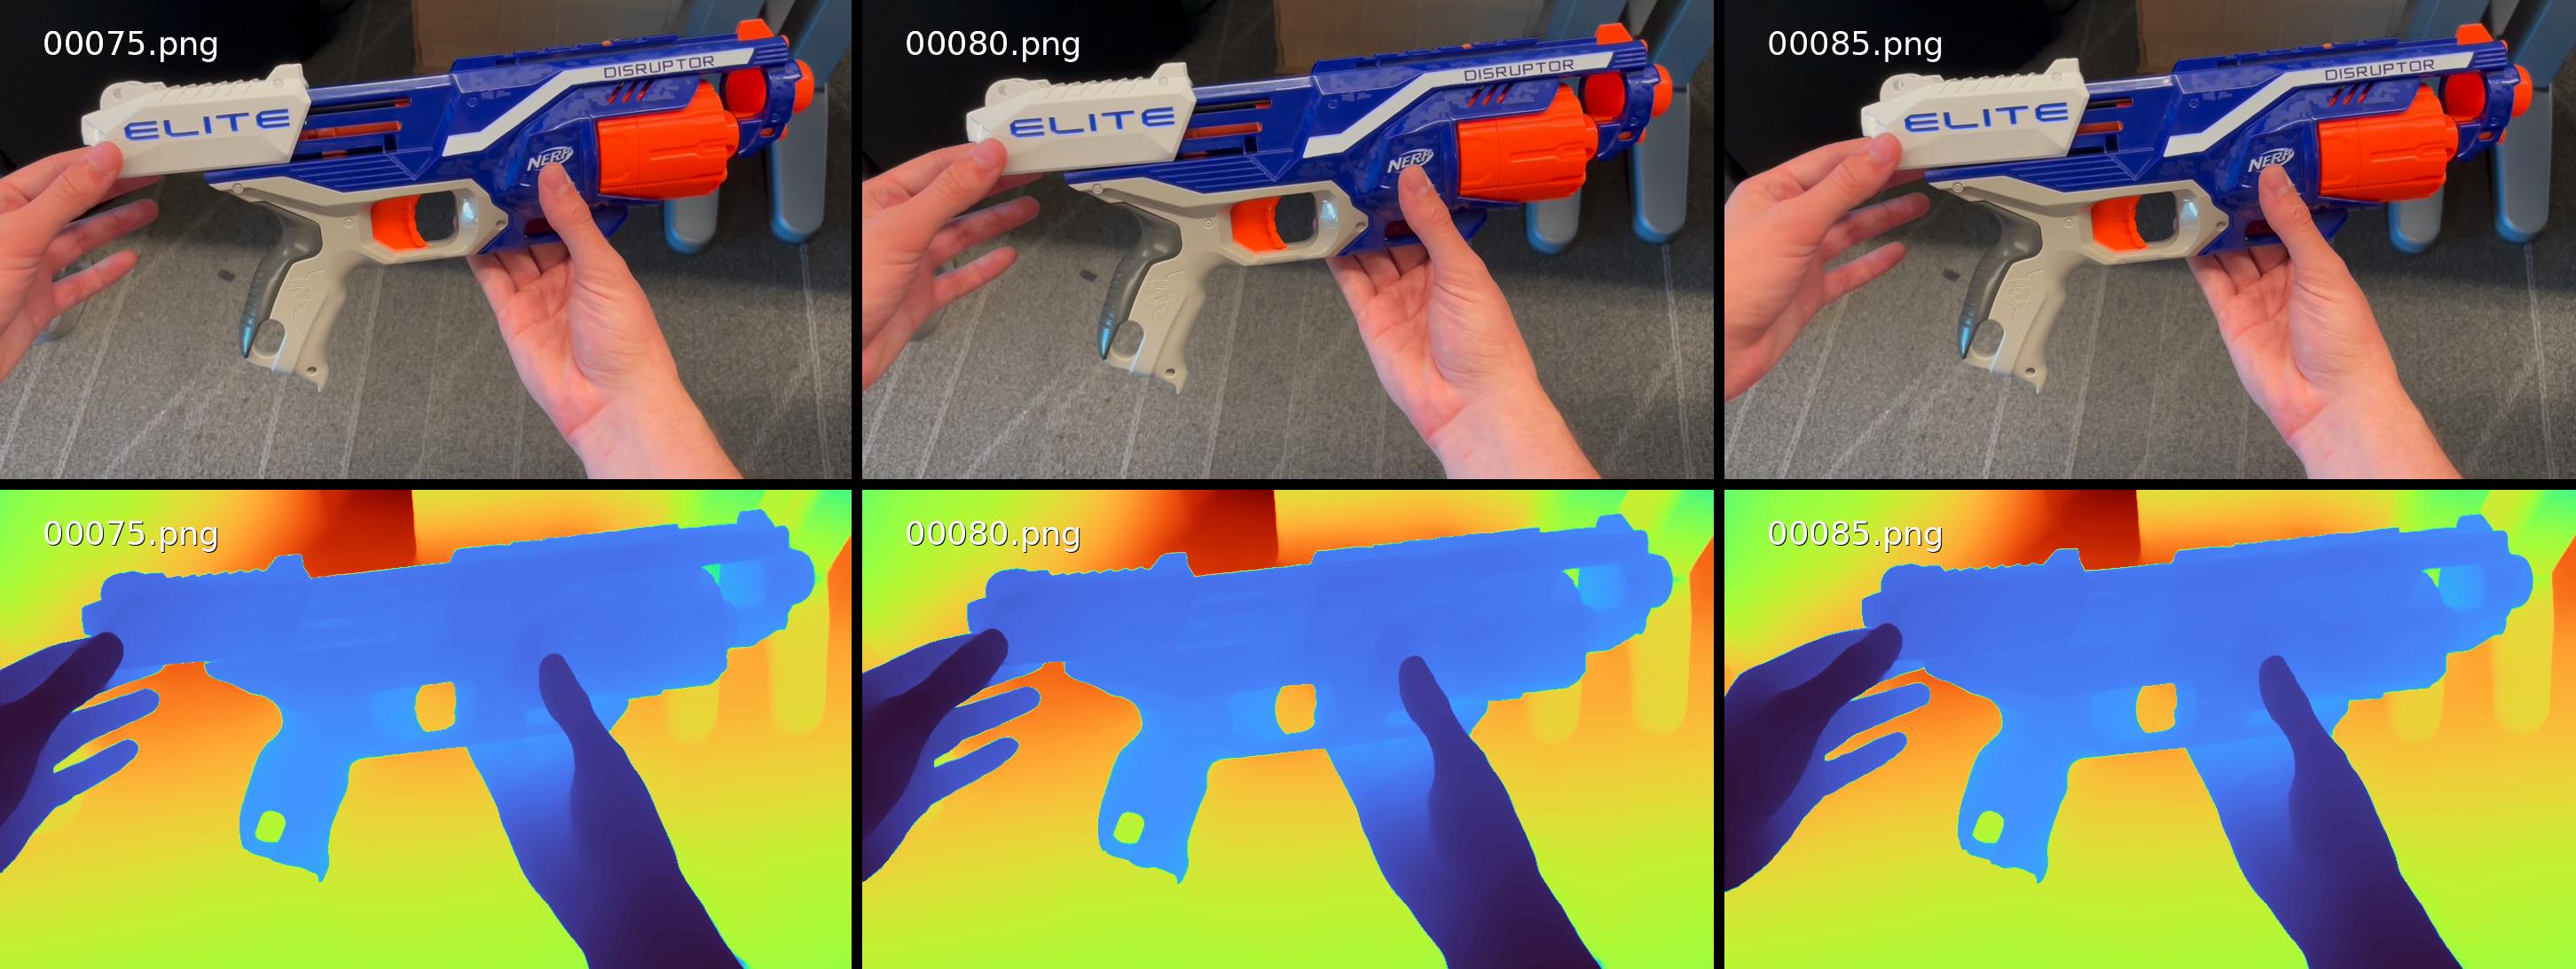 00075.png
DISRUPTOR
ELITE
NERF
00080.png
DISRUPTOR
ELITE
NERF
00085.png
DISRUPTOR
ELITE
NERF
00075.png
00080.png
00085.png